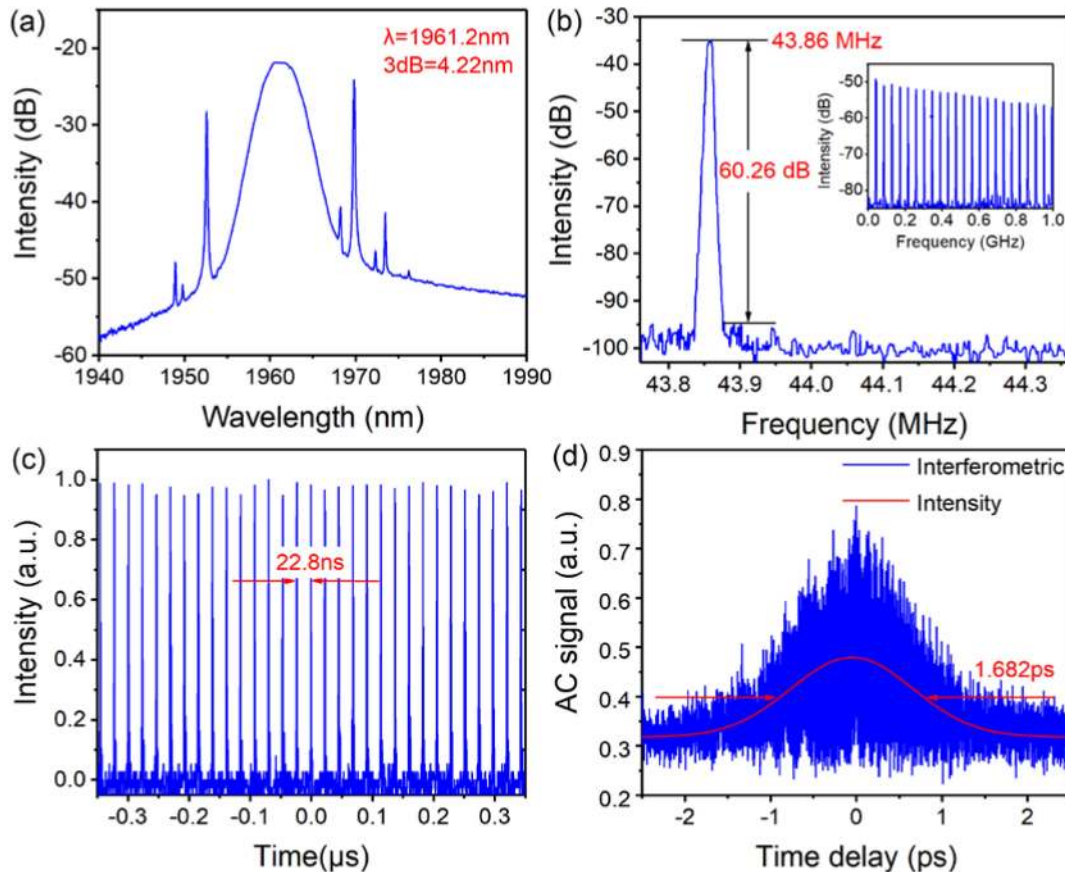 (a)
λ=1961.2nm
3dB=4.22nm
-20
-30
-40
-50
-60
Intensity (dB)
1940 1950 1960 1970 1980 1990
Wavelength (nm)
(b)
43.86 MHz
60.26 dB
-30
-40
-50
-60
-70
-80
-90
-100
Intensity (dB)
43.8 43.9 44.0 44.1 44.2 44.3
Frequency (MHz)
-50
-60
-70
-80
Intensity (dB)
0.0 0.2 0.4 0.6 0.8 1.0
Frequency (GHz)
(c)
22.8ns
1.0
0.8
0.6
0.4
0.2
0.0
Intensity (a.u.)
-0.3 -0.2 -0.1 0.0 0.1 0.2 0.3
Time(μs)
(d)
Interferometric
Intensity
1.682ps
0.9
0.8
0.7
0.6
0.5
0.4
0.3
0.2
AC signal (a.u.)
-2 -1 0 1 2
Time delay (ps)